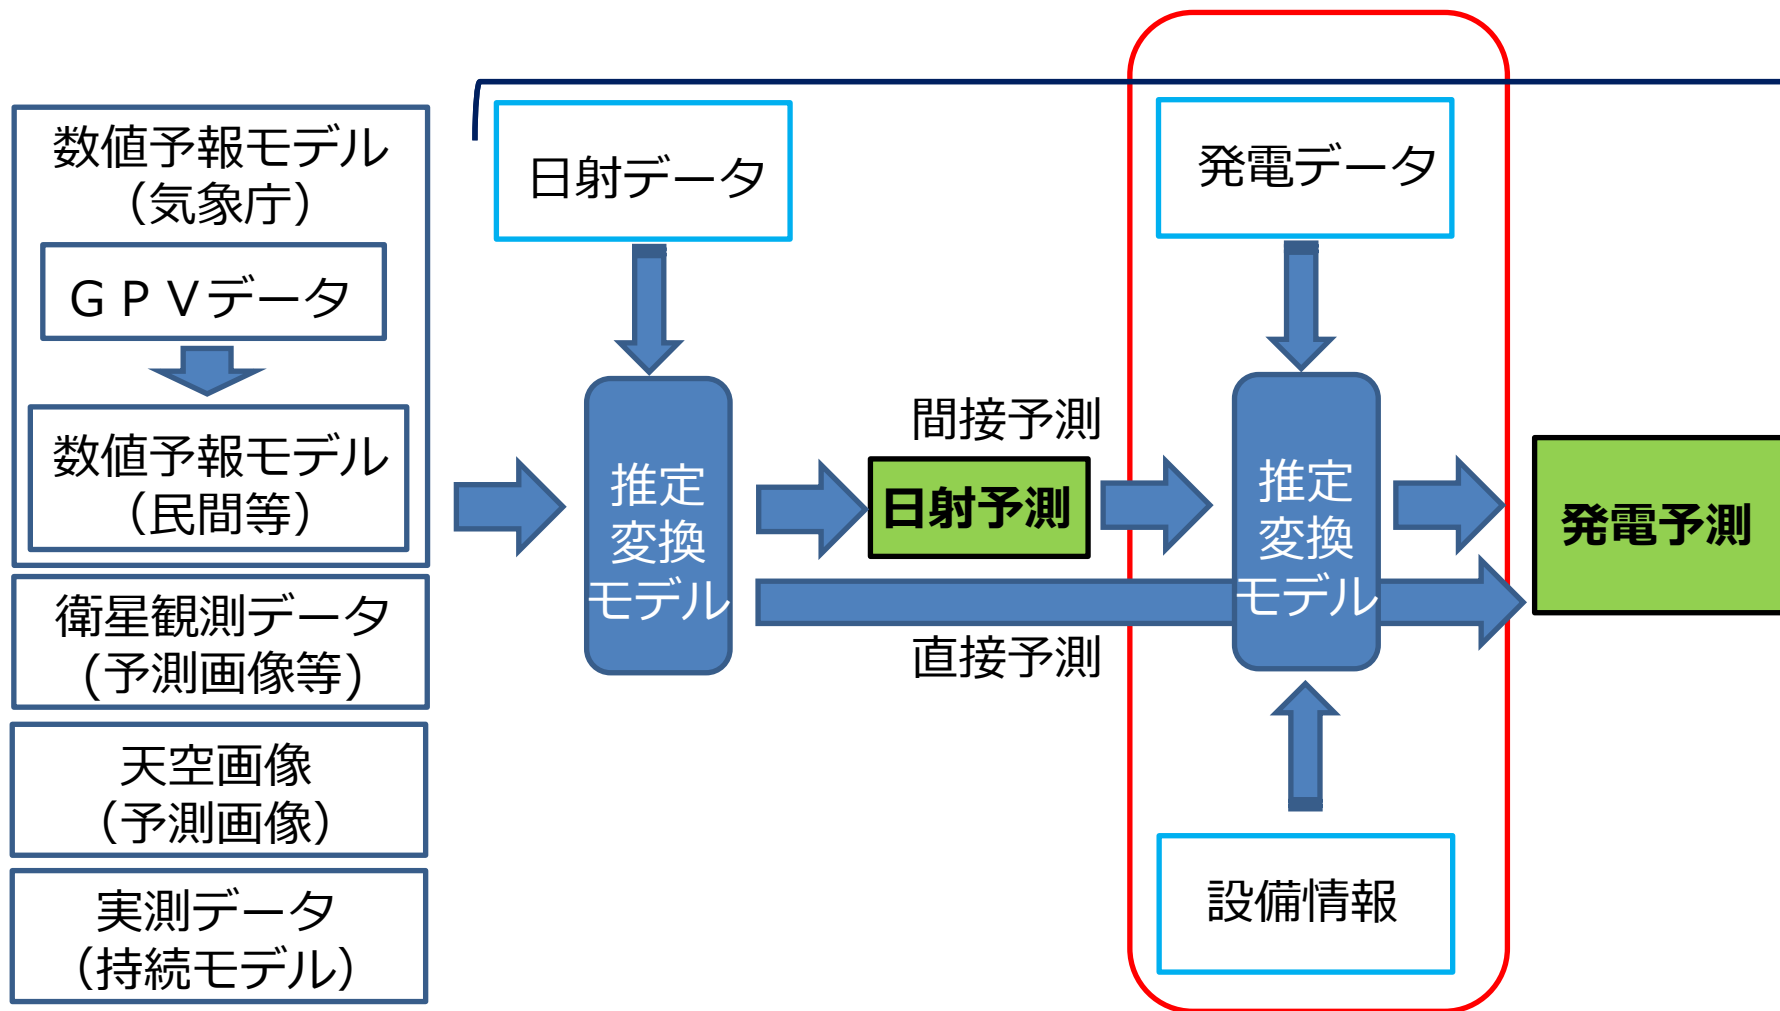 数値予報モデル
（気象庁）
ＧＰＶデータ
数値予報モデル
（民間等）
衛星観測データ
(予測画像等)
天空画像
（予測画像）
実測データ
（持続モデル）
日射データ
推定
変換
モデル
間接予測
日射予測
直接予測
発電データ
推定
変換
モデル
設備情報
発電予測